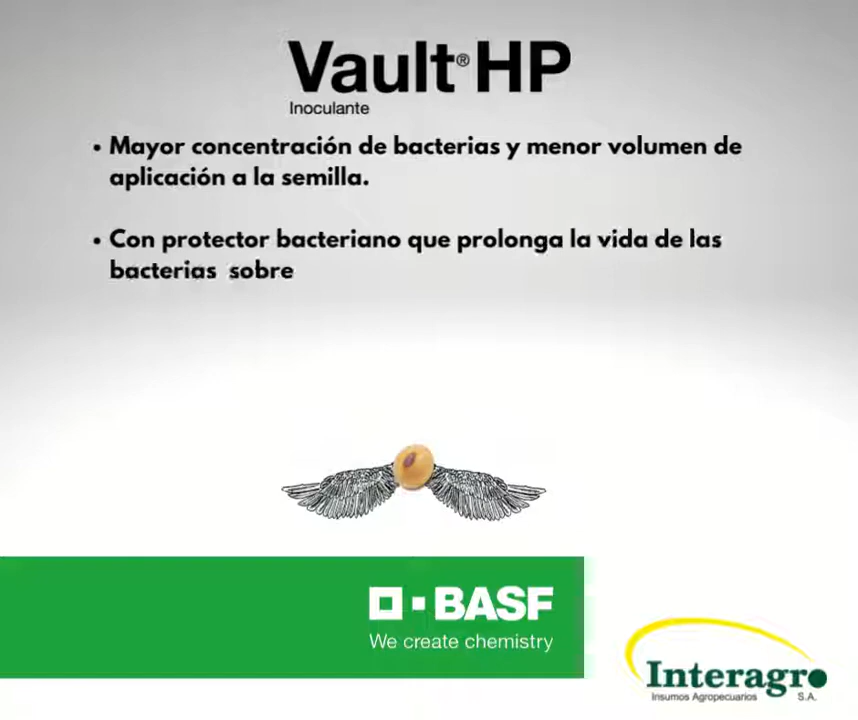 Vault® HP
Inoculante
• Mayor concentración de bacterias y menor volumen de
aplicación a la semilla.
• Con protector bacteriano que prolonga la vida de las
bacterias sobre
BASF
We create chemistry
Interagro
Insumos Agropecuarios S.A.